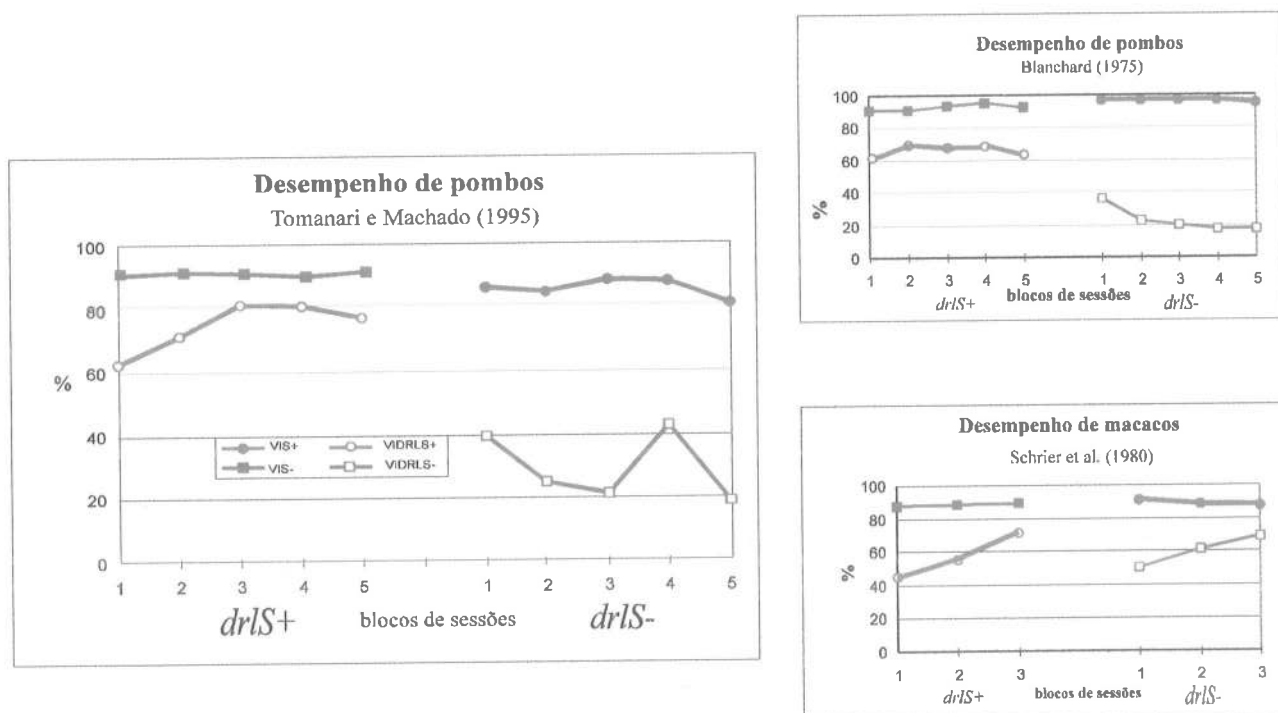 Desempenho de pombos
Tomanari e Machado (1995)
100
80
60
%
40
20
0
VIS+ VIDRLS+
VIS- VIDRLS-
1 2 3 4 5 1 2 3 4 5
drlS+ blocos de sessões drlS-
Desempenho de pombos
Blanchard (1975)
100
80
60
40
%
20
0
1 2 3 4 5 1 2 3 4 5
drlS+ blocos de sessões drlS-
Desempenho de macacos
Schrier et al. (1980)
100
80
60
%
40
20
0
1 2 3 1 2 3
drlS+ blocos de sessões drlS-